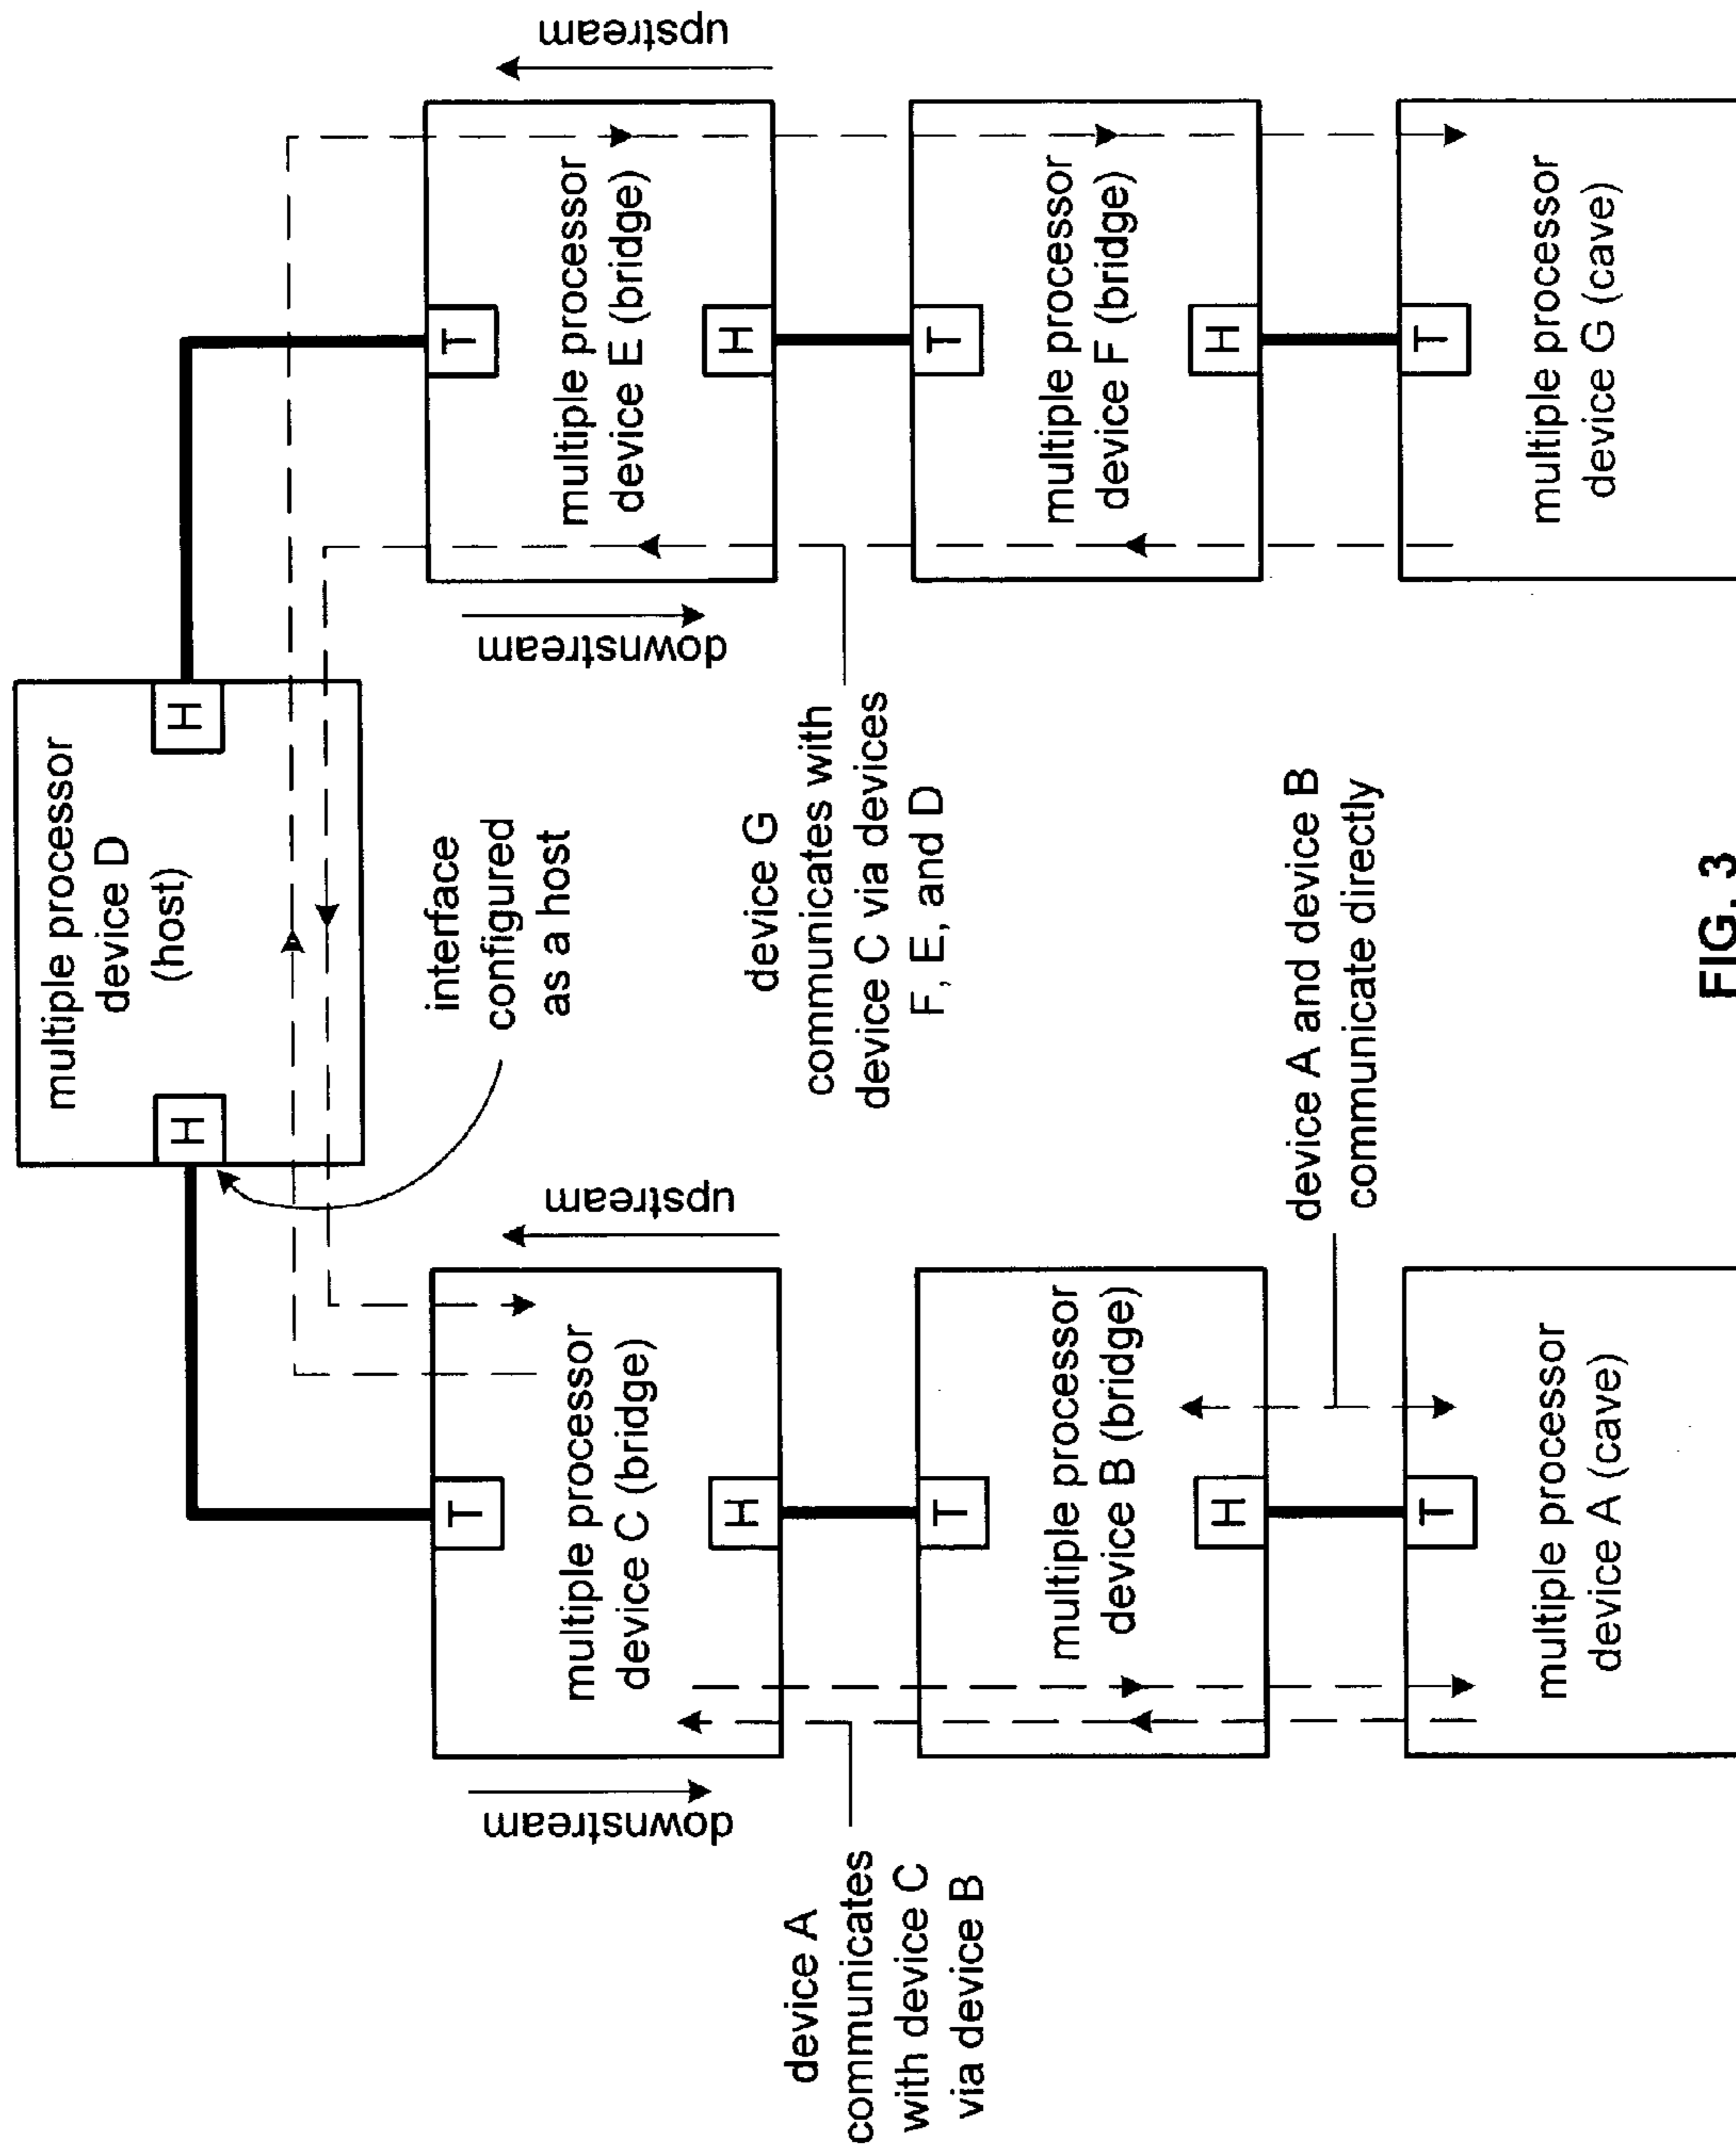 multiple processor
device D
(host)
H
H
interface
configured
as a host
upstream
downstream
T
multiple processor
device C (bridge)
H
device A
communicates
with device C
via device B
T
multiple processor
device B (bridge)
H
device A and device B
communicate directly
T
multiple processor
device A (cave)
upstream
downstream
T
multiple processor
device E (bridge)
H
device G
communicates with
device C via devices
F, E, and D
T
multiple processor
device F (bridge)
H
T
multiple processor
device G (cave)
FIG. 3